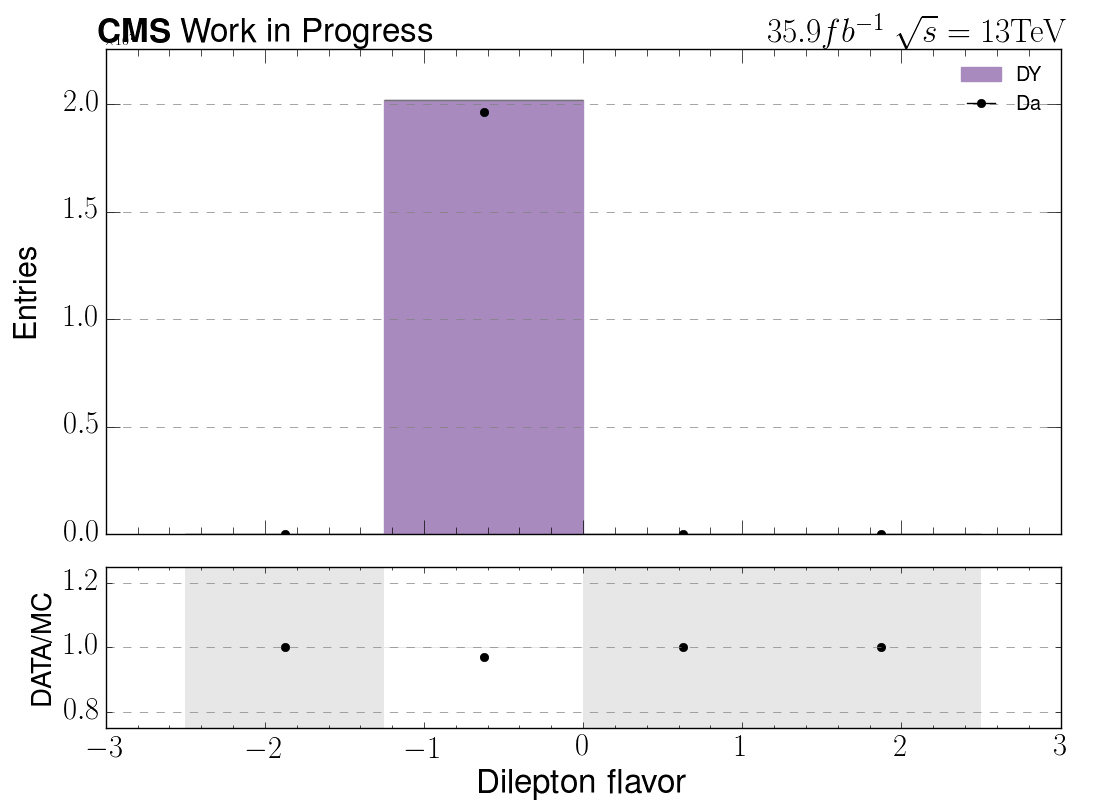 CMS Work in Progress
35.9fb⁻¹ √s = 13TeV
DY
Da
2.0
1.5
1.0
0.5
0.0
Entries
1.2
1.0
0.8
DATA/MC
−3 −2 −1 0 1 2 3
Dilepton flavor